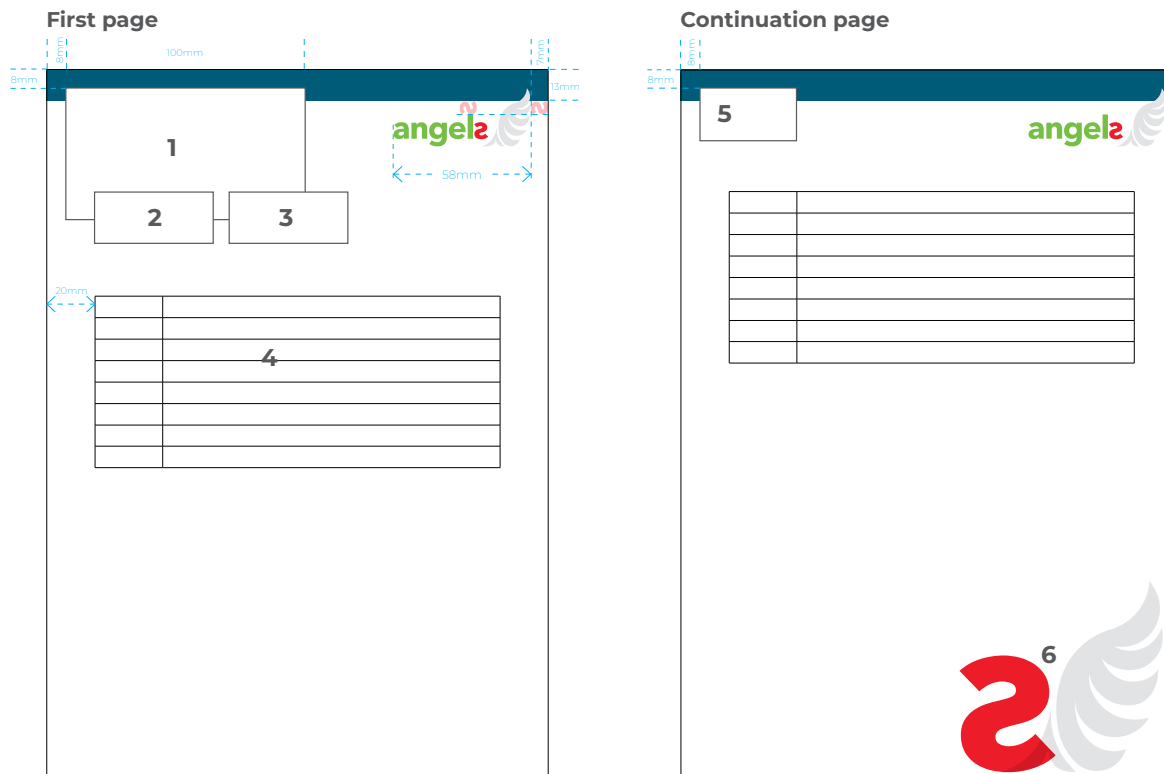 First page
Continuation page
8mm
100mm
7mm
8mm
13mm
8mm
8mm
1
angels
58mm
2
3
20mm
4
5
angels
6